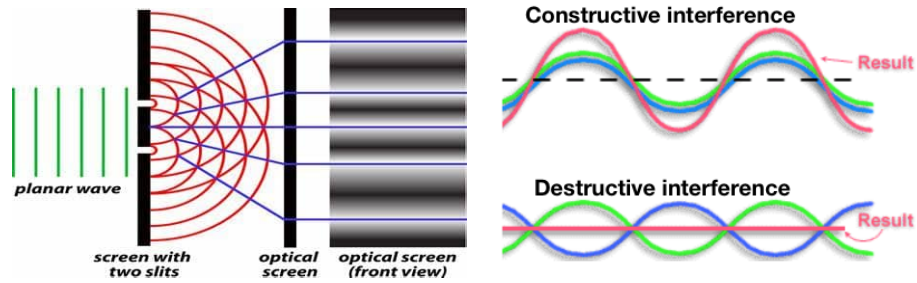 planar wave
screen with
two slits
optical
screen
optical screen
(front view)
Constructive interference
Result
Destructive interference
Result